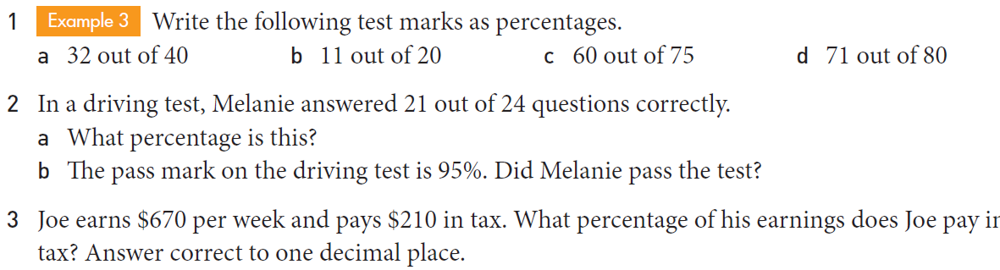 1 Example 3 Write the following test marks as percentages.
a 32 out of 40 b 11 out of 20 c 60 out of 75 d 71 out of 80
2 In a driving test, Melanie answered 21 out of 24 questions correctly.
a What percentage is this?
b The pass mark on the driving test is 95%. Did Melanie pass the test?
3 Joe earns $670 per week and pays $210 in tax. What percentage of his earnings does Joe pay in
tax? Answer correct to one decimal place.